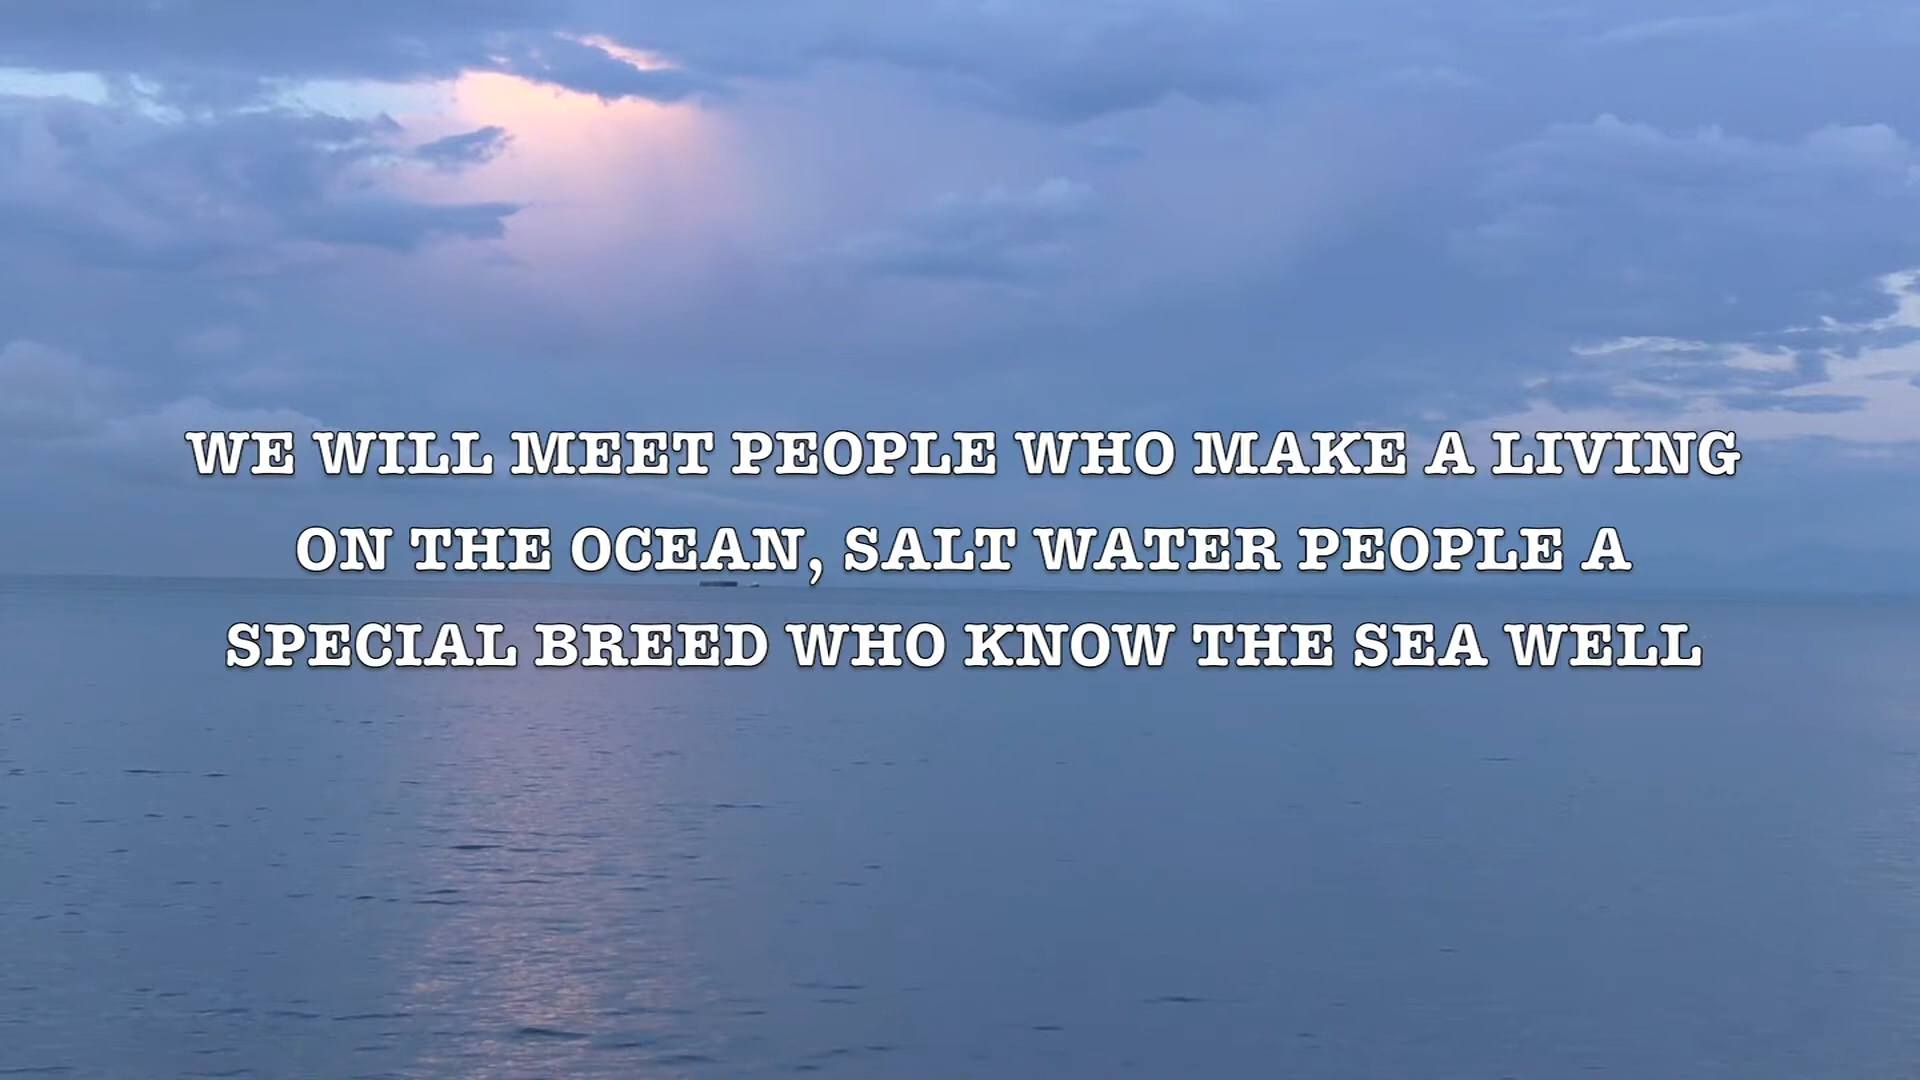 WE WILL MEET PEOPLE WHO MAKE A LIVING
ON THE OCEAN, SALT WATER PEOPLE A
SPECIAL BREED WHO KNOW THE SEA WELL